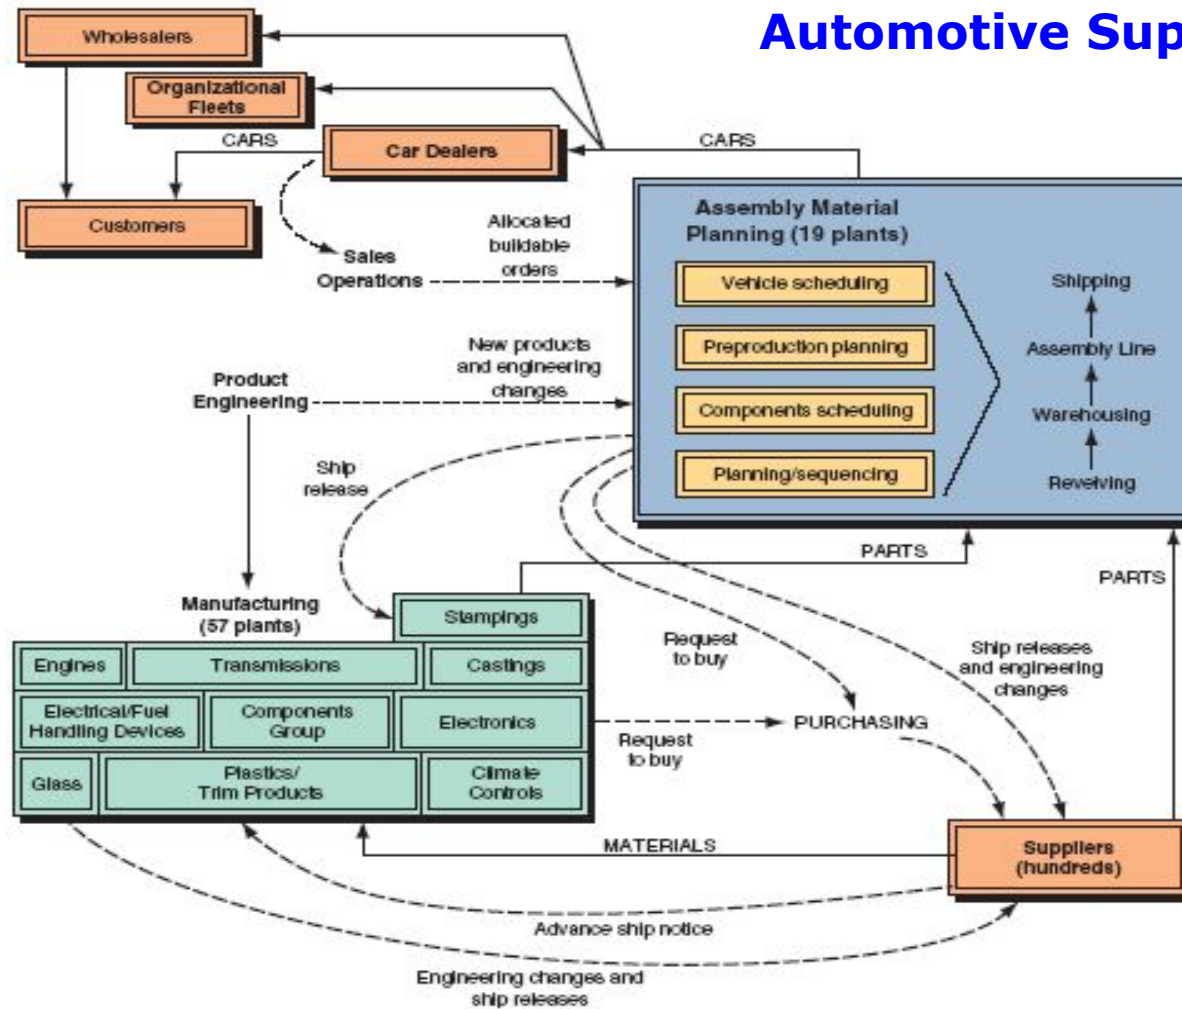 Automotive Sup
Wholesalers
Organizational
Fleets
CARS
Car Dealers
CARS
Customers
Sales
Operations
Allocated
buildable
orders
Assembly Material
Planning (19 plants)
Vehicle scheduling
Preproduction planning
Components scheduling
Planning/sequencing
Shipping
Assembly Line
Warehousing
Reveiving
New products
and engineering
changes
Product
Engineering
Ship
release
PARTS
PARTS
Manufacturing
(57 plants)
Stampings
Engines
Transmissions
Castings
Electrical/Fuel
Handling Devices
Components
Group
Electronics
Glass
Plastics/
Trim Products
Climate
Controls
Request
to buy
Ship releases
and engineering
changes
PURCHASING
Request
to buy
MATERIALS
Suppliers
(hundreds)
Advance ship notice
Engineering changes and
ship releases